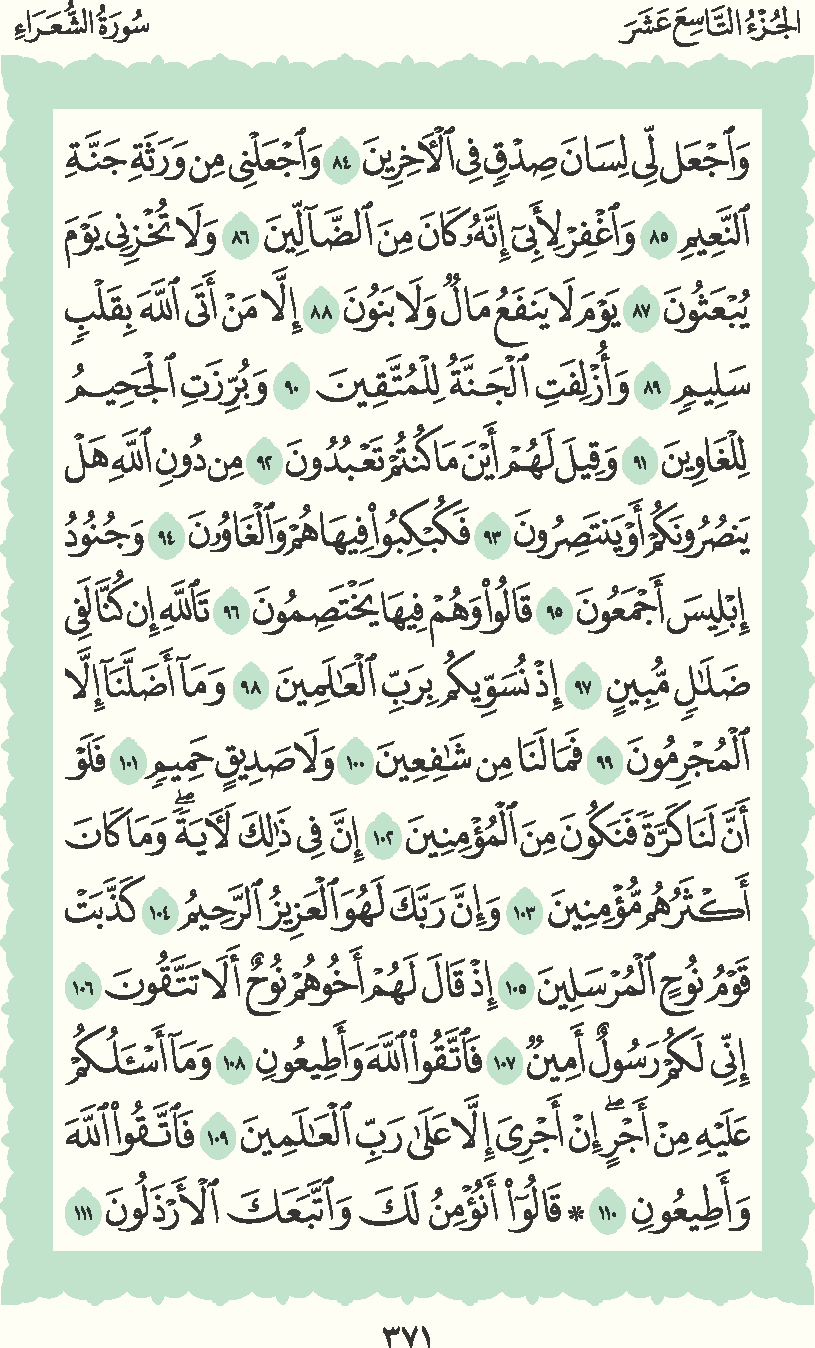 الجُزْءُ التَّاسِعَ عَشَرَ
سُورَةُ الشُّعَرَاءِ
وَٱجْعَل لِّى لِسَانَ صِدْقٍ فِى ٱلْأَخِرِينَ ٨٤ وَٱجْعَلْنِى مِن وَرَثَةِ جَنَّةِ
ٱلنَّعِيمِ ٨٥ وَٱغْفِرْ لِأَبِىٓ إِنَّهُۥ كَانَ مِنَ ٱلضَّآلِّينَ ٨٦ وَلَا تُخْزِنِى يَوْمَ
يُبْعَثُونَ ٨٧ يَوْمَ لَا يَنفَعُ مَالٌ وَلَا بَنُونَ ٨٨ إِلَّا مَنْ أَتَى ٱللَّهَ بِقَلْبٍ
سَلِيمٍ ٨٩ وَأُزْلِفَتِ ٱلْجَنَّةُ لِلْمُتَّقِينَ ٩٠ وَبُرِّزَتِ ٱلْجَحِيمُ
لِلْغَاوِينَ ٩١ وَقِيلَ لَهُمْ أَيْنَ مَا كُنتُمْ تَعْبُدُونَ ٩٢ مِن دُونِ ٱللَّهِ هَلْ
يَنصُرُونَكُمْ أَوْ يَنتَصِرُونَ ٩٣ فَكُبْكِبُوا۟ فِيهَا هُمْ وَٱلْغَاوُۥنَ ٩٤ وَجُنُودُ
إِبْلِيسَ أَجْمَعُونَ ٩٥ قَالُوا۟ وَهُمْ فِيهَا يَخْتَصِمُونَ ٩٦ تَٱللَّهِ إِن كُنَّا لَفِى
ضَلَٰلٍ مُّبِينٍ ٩٧ إِذْ نُسَوِّيكُم بِرَبِّ ٱلْعَٰلَمِينَ ٩٨ وَمَآ أَضَلَّنَآ إِلَّا
ٱلْمُجْرِمُونَ ٩٩ فَمَا لَنَا مِن شَٰفِعِينَ ١٠٠ وَلَا صَدِيقٍ حَمِيمٍ ١٠١ فَلَوْ
أَنَّ لَنَا كَرَّةً فَنَكُونَ مِنَ ٱلْمُؤْمِنِينَ ١٠٢ إِنَّ فِى ذَٰلِكَ لَأَيَةً ۖ وَمَا كَانَ
أَكْثَرُهُم مُّؤْمِنِينَ ١٠٣ وَإِنَّ رَبَّكَ لَهُوَ ٱلْعَزِيزُ ٱلرَّحِيمُ ١٠٤ كَذَّبَتْ
قَوْمُ نُوحٍ ٱلْمُرْسَلِينَ ١٠٥ إِذْ قَالَ لَهُمْ أَخُوهُمْ نُوحٌ أَلَا تَتَّقُونَ ١٠٦
إِنِّى لَكُمْ رَسُولٌ أَمِينٌ ١٠٧ فَٱتَّقُوا۟ ٱللَّهَ وَأَطِيعُونِ ١٠٨ وَمَآ أَسْـَٔلُكُمْ
عَلَيْهِ مِنْ أَجْرٍ ۖ إِنْ أَجْرِىَ إِلَّا عَلَىٰ رَبِّ ٱلْعَٰلَمِينَ ١٠٩ فَٱتَّقُوا۟ ٱللَّهَ
وَأَطِيعُونِ ١١٠ * قَالُوٓا۟ أَنُؤْمِنُ لَكَ وَٱتَّبَعَكَ ٱلْأَرْذَلُونَ ١١١
٣٧١